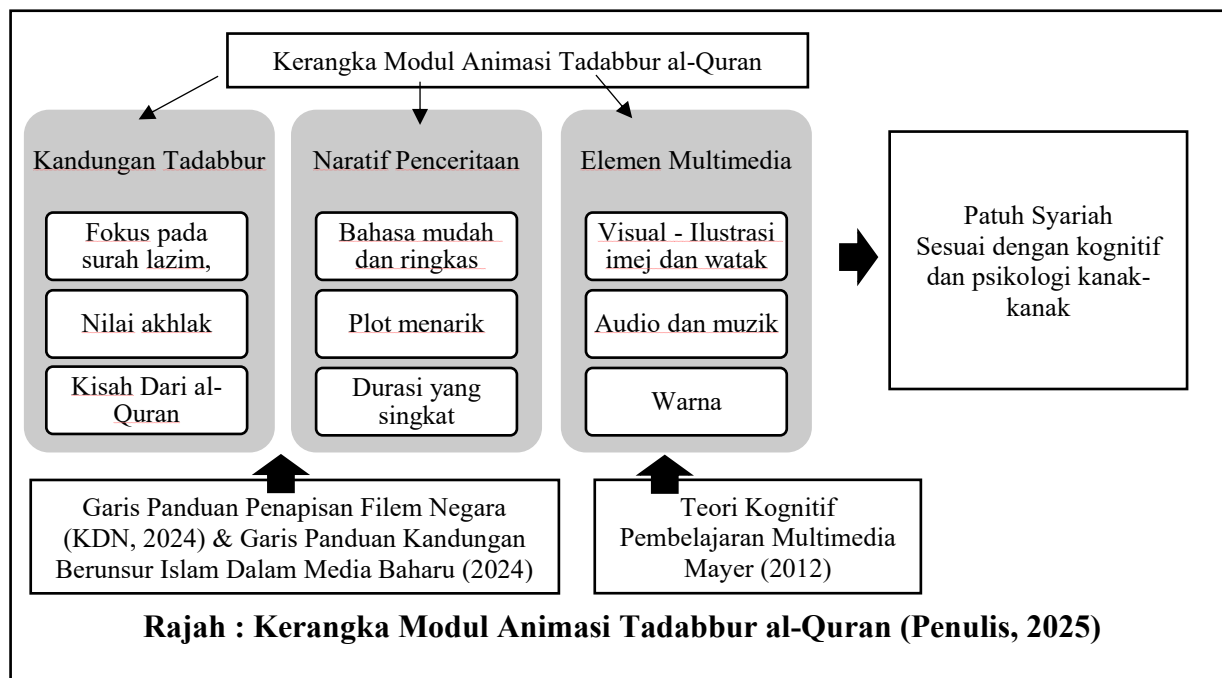 Kerangka Modul Animasi Tadabbur al-Quran
Kandungan Tadabbur
Fokus pada
surah lazim,
Nilai akhlak
Kisah Dari al-
Quran
Naratif Penceritaan
Bahasa mudah
dan ringkas
Plot menarik
Durasi yang
singkat
Elemen Multimedia
Visual - Ilustrasi
imej dan watak
Audio dan muzik
Warna
Patuh Syariah
Sesuai dengan kognitif
dan psikologi kanak-
kanak
Garis Panduan Penapisan Filem Negara
(KDN, 2024) & Garis Panduan Kandungan
Berunsur Islam Dalam Media Baharu (2024)
Teori Kognitif
Pembelajaran Multimedia
Mayer (2012)
Rajah : Kerangka Modul Animasi Tadabbur al-Quran (Penulis, 2025)